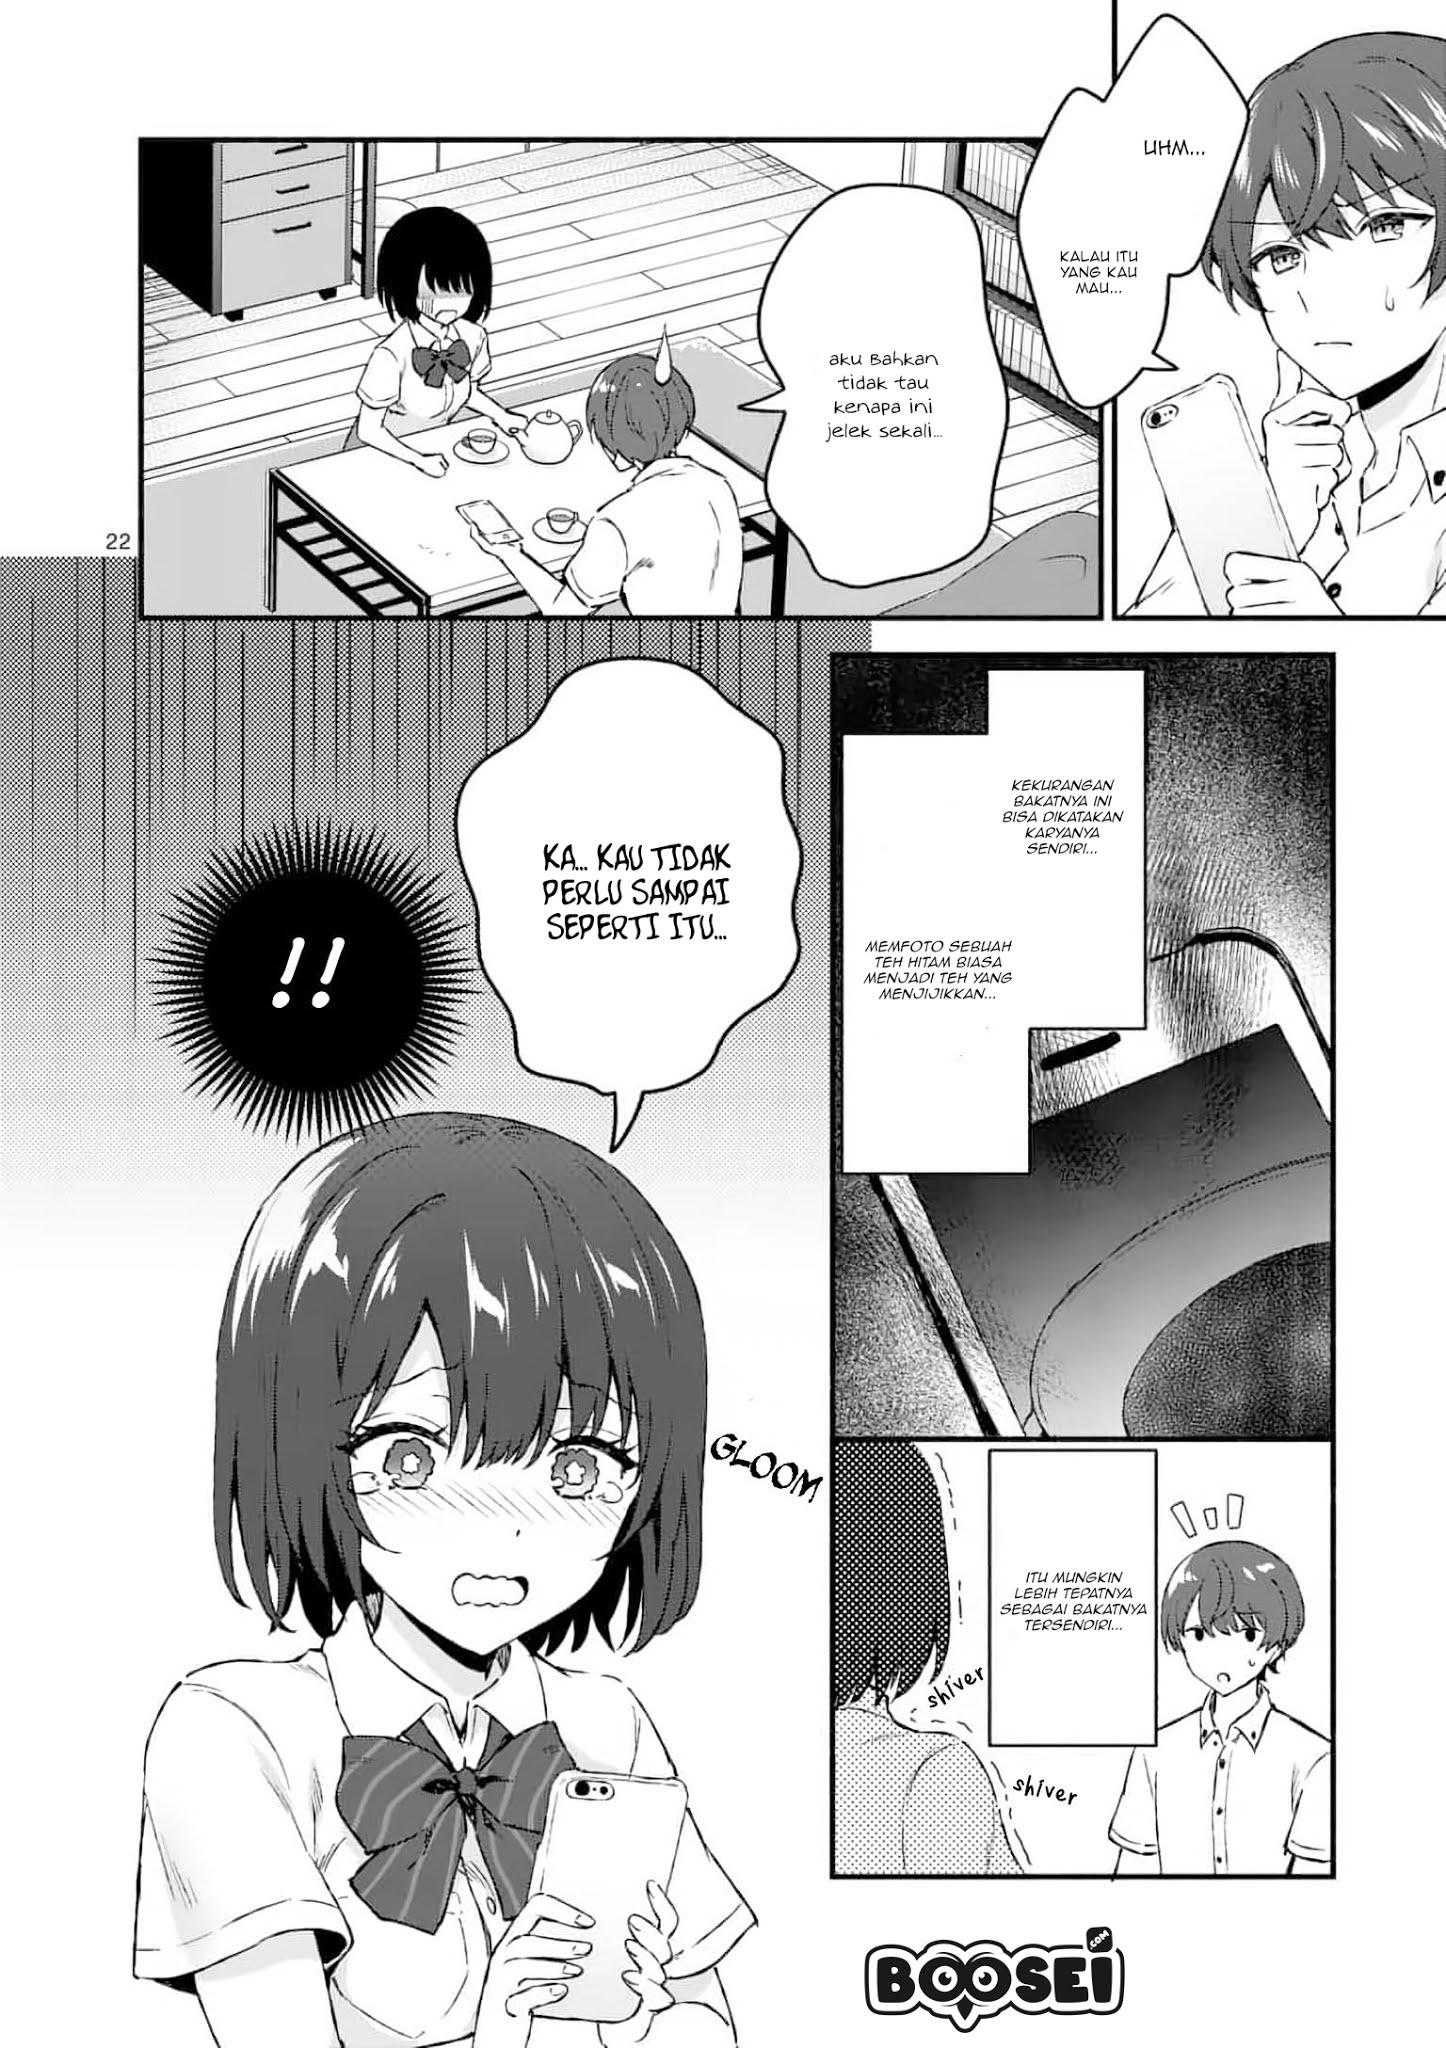 UHM...
KALAU ITU
YANG KAU
MAU...
aku BaHkan
tidak tau
kenapa ini
jelek sekali...
22
KEKURANGAN
BAKATNYA INI
BISA DIKATAKAN
KARYANYA
SENDIRI...
MEMFOTO SEBUAH
TEH HITAM BIASA
MENJADI TEH YANG
MENJIJIKKAN...
ITU MUNGKIN
LEBIH TEPATNYA
SEBAGAI BAKATNYA
TERSENDIRI...
shiver
shiver
KA... KAU TIDAK
PERLU SAMPAI
SEPERTI ITU...
!!
GLOOM
BOOSEI
.COM